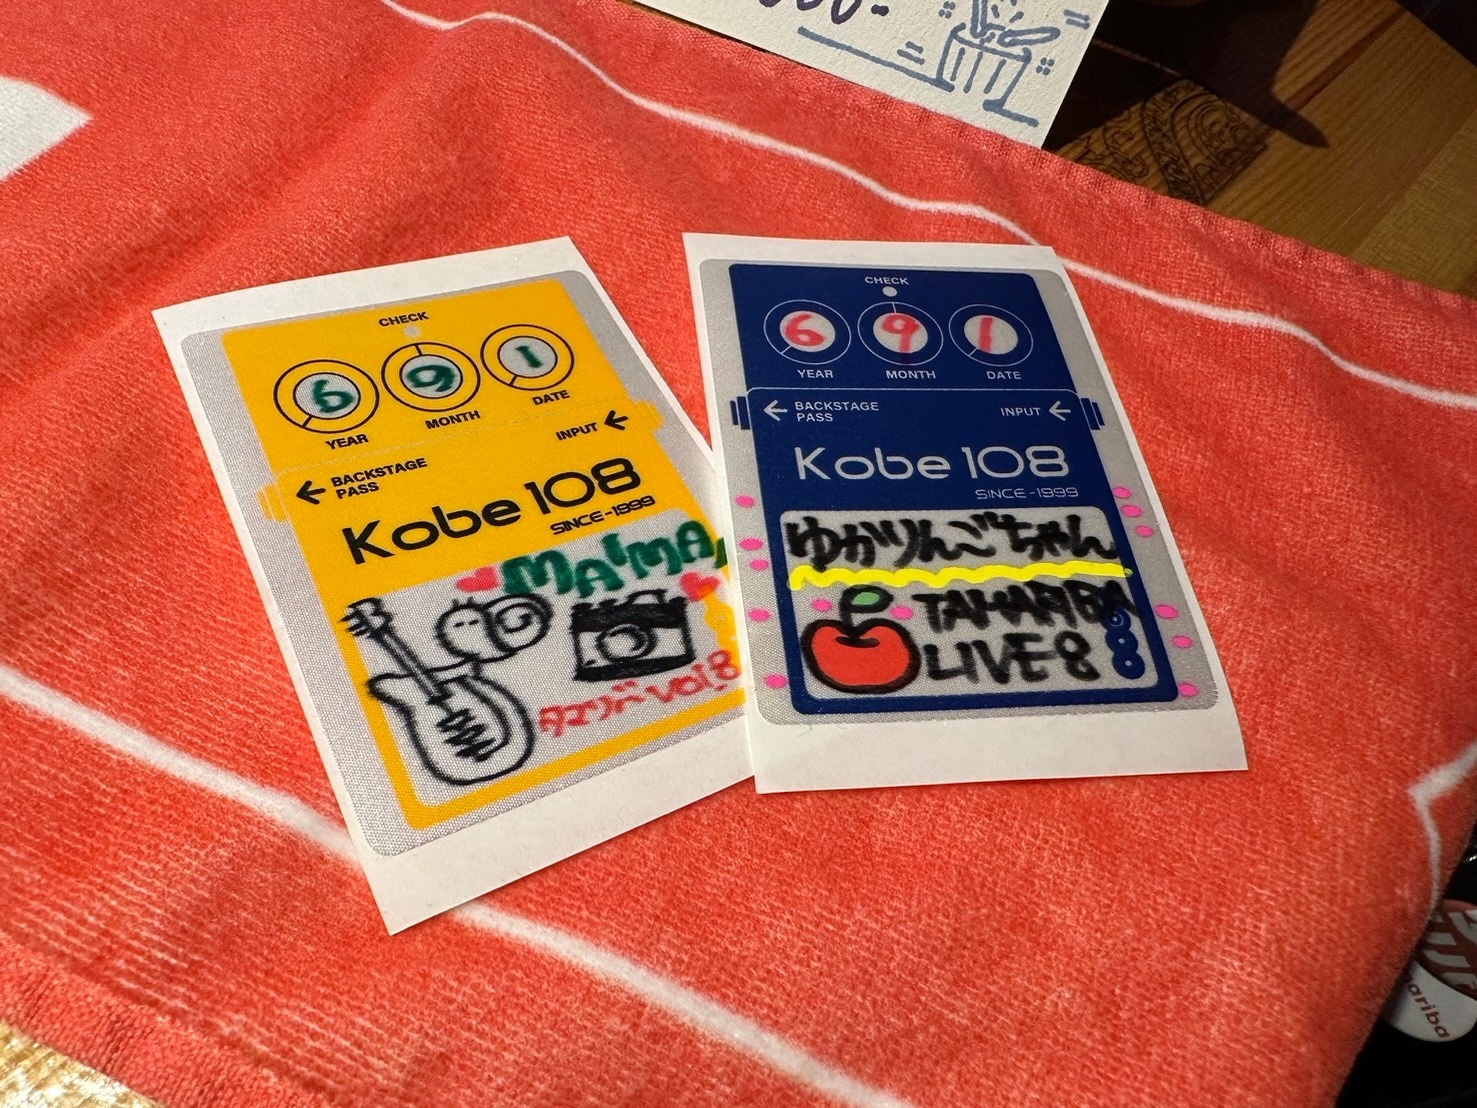 CHECK
6 9 1
YEAR MONTH DATE
INPUT ←
← BACKSTAGE
PASS
Kobe 108
SINCE-1999
MAIMAI
タマリバ vol.8
CHECK
6 9 1
YEAR MONTH DATE
← BACKSTAGE
PASS
INPUT ←
Kobe 108
SINCE-1999
ゆかりんごちゃん
TAMARIBA
LIVE 8
ariba